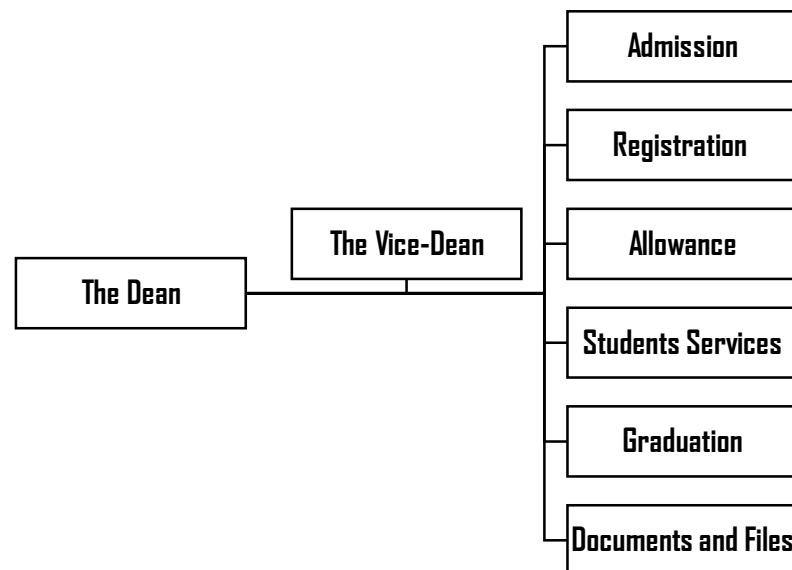 The Dean
The Vice-Dean
Admission
Registration
Allowance
Students Services
Graduation
Documents and Files